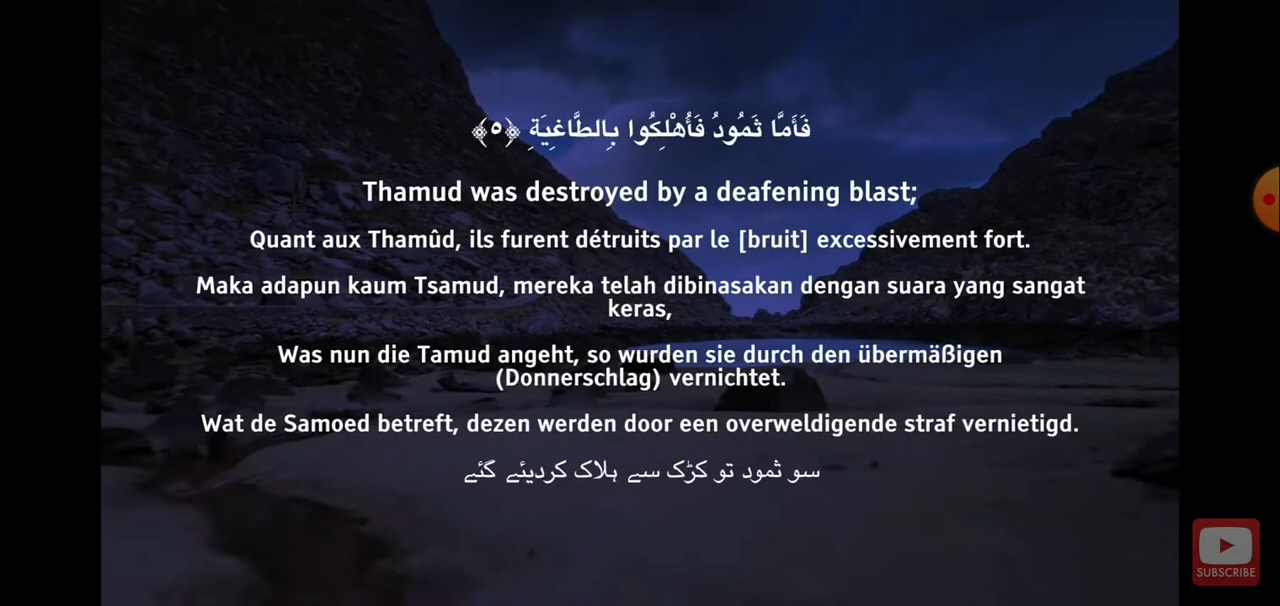 فَأَمَّا ثَمُودُ فَأُهْلِكُوا بِالطَّاغِيَةِ ﴿٥﴾
Thamud was destroyed by a deafening blast;
Quant aux Thamûd, ils furent détruits par le [bruit] excessivement fort.
Maka adapun kaum Tsamud, mereka telah dibinasakan dengan suara yang sangat
keras,
Was nun die Tamud angeht, so wurden sie durch den übermäßigen
(Donnerschlag) vernichtet.
Wat de Samoed betreft, dezen werden door een overweldigende straf vernietigd.
سو ثمود تو کڑک سے ہلاک کردیئے گئے
SUBSCRIBE